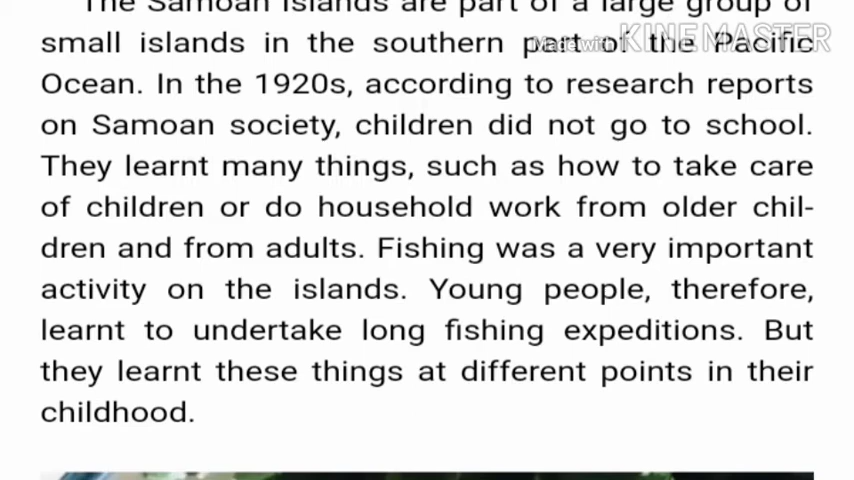 The Samoan Islands are part of a large group of
small islands in the southern part of the Pacific
Made with KINEMASTER
Ocean. In the 1920s, according to research reports
on Samoan society, children did not go to school.
They learnt many things, such as how to take care
of children or do household work from older chil-
dren and from adults. Fishing was a very important
activity on the islands. Young people, therefore,
learnt to undertake long fishing expeditions. But
they learnt these things at different points in their
childhood.